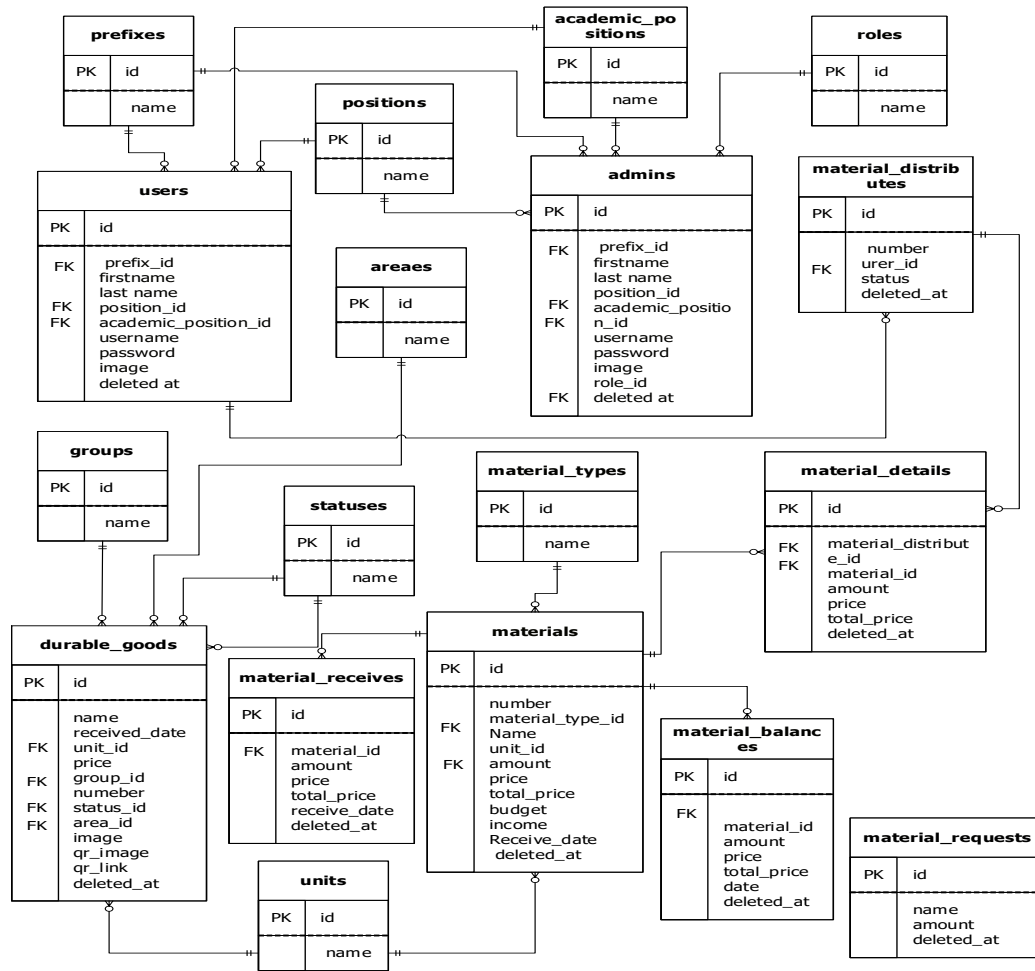 prefixes
PK id
name
academic_po
sitions
PK id
name
roles
PK id
name
positions
PK id
name
users
PK id
FK prefix_id
firstname
last name
FK position_id
FK academic_position_id
username
password
image
deleted at
admins
PK id
FK prefix_id
firstname
last name
position_id
FK academic_positio
FK n_id
username
password
image
role_id
FK deleted at
material_distrib
utes
PK id
number
FK urer_id
status
deleted_at
areaes
PK id
name
groups
PK id
name
statuses
PK id
name
material_types
PK id
name
material_details
PK id
FK material_distribut
FK e_id
material_id
amount
price
total_price
deleted_at
durable_goods
PK id
name
received_date
FK unit_id
price
FK group_id
numeber
FK status_id
FK area_id
image
qr_image
qr_link
deleted_at
material_receives
PK id
FK material_id
amount
price
total_price
receive_date
deleted_at
materials
PK id
number
FK material_type_id
Name
unit_id
FK amount
price
total_price
budget
income
Receive_date
deleted_at
material_balanc
es
PK id
FK
material_id
amount
price
total_price
date
deleted_at
material_requests
PK id
name
amount
deleted_at
units
PK id
name